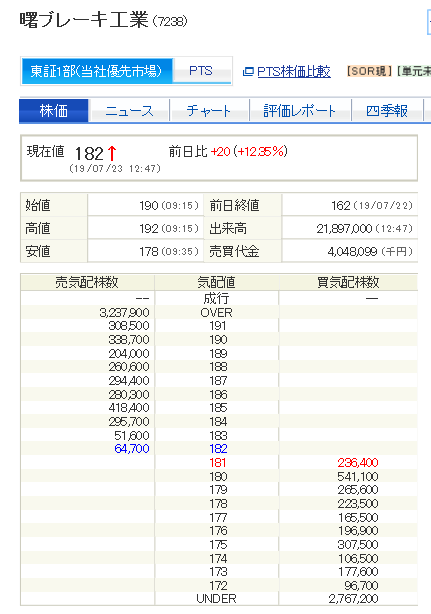 曙ブレーキ工業 (7238)
東証1部(当社優先市場) PTS PTS株価比較 [SOR現] [単元未
株価 ニュース チャート 評価レポート 四季報
現在値 182↑ 前日比 +20 (+12.35%)
(19/07/23 12:47)
始値 190 (09:15) 前日終値 162 (19/07/22)
高値 192 (09:15) 出来高 21,897,000 (12:47)
安値 178 (09:35) 売買代金 4,048,099 (千円)
売気配株数 気配値 買気配株数
-- 成行 --
3,237,900 OVER
308,500 191
338,700 190
204,000 189
260,600 188
294,400 187
280,300 186
418,400 185
295,700 184
51,600 183
64,700 182
181 236,400
180 541,100
179 265,600
178 223,500
177 165,500
176 196,900
175 307,500
174 106,500
173 177,600
172 96,700
UNDER 2,767,200